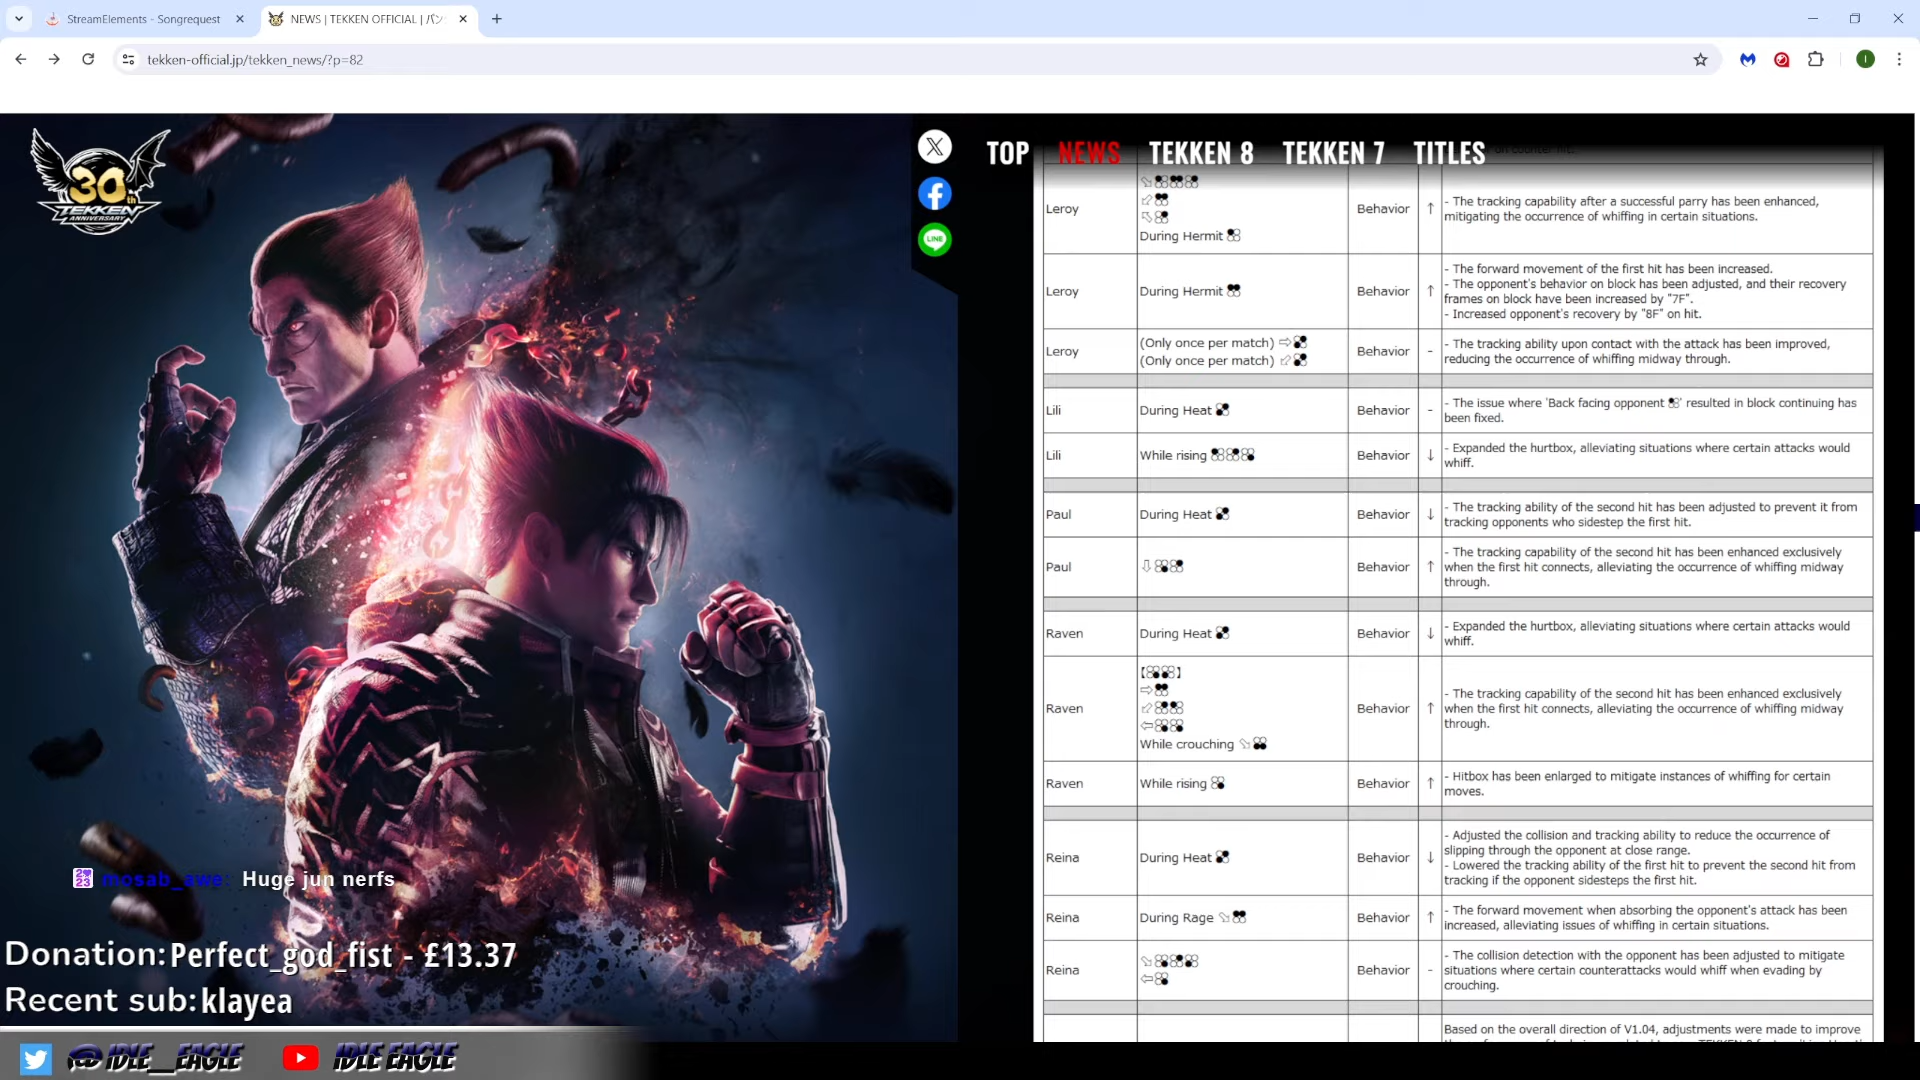 StreamElements - Songrequest
NEWS | TEKKEN OFFICIAL | バン
tekken-official.jp/tekken_news/?p=82
I
30th
TEKKEN
ANNIVERSARY
LINE
TOP NEWS TEKKEN 8 TEKKEN 7 TITLES
on counter hit.
Leroy
During Hermit
Behavior ↑
- The tracking capability after a successful parry has been enhanced,
mitigating the occurrence of whiffing in certain situations.
Leroy
During Hermit
Behavior ↑
- The forward movement of the first hit has been increased.
- The opponent's behavior on block has been adjusted, and their recovery
frames on block have been increased by "7F".
- Increased opponent's recovery by "8F" on hit.
Leroy
(Only once per match) ⇨
(Only once per match)
Behavior -
- The tracking ability upon contact with the attack has been improved,
reducing the occurrence of whiffing midway through.
Lili
During Heat
Behavior -
- The issue where 'Back facing opponent ' resulted in block continuing has
been fixed.
Lili
While rising
Behavior ↓
- Expanded the hurtbox, alleviating situations where certain attacks would
whiff.
Paul
During Heat
Behavior ↓
- The tracking ability of the second hit has been adjusted to prevent it from
tracking opponents who sidestep the first hit.
Paul
⇩
Behavior ↑
- The tracking capability of the second hit has been enhanced exclusively
when the first hit connects, alleviating the occurrence of whiffing midway
through.
Raven
During Heat
Behavior ↓
- Expanded the hurtbox, alleviating situations where certain attacks would
whiff.
Raven
【】
⇨
⇦
While crouching
Behavior ↑
- The tracking capability of the second hit has been enhanced exclusively
when the first hit connects, alleviating the occurrence of whiffing midway
through.
Raven
While rising
Behavior ↑
- Hitbox has been enlarged to mitigate instances of whiffing for certain
moves.
Reina
During Heat
Behavior ↓
- Adjusted the collision and tracking ability to reduce the occurrence of
slipping through the opponent at close range.
- Lowered the tracking ability of the first hit to prevent the second hit from
tracking if the opponent sidesteps the first hit.
Reina
During Rage
Behavior ↑
- The forward movement when absorbing the opponent's attack has been
increased, alleviating issues of whiffing in certain situations.
Reina
⇦
Behavior -
- The collision detection with the opponent has been adjusted to mitigate
situations where certain counterattacks would whiff when evading by
crouching.
Based on the overall direction of V1.04, adjustments were made to improve
mosab_awe: Huge jun nerfs
Donation: Perfect_god_fist - £13.37
Recent sub: klayea
@IDLE__EAGLE IDLE EAGLE